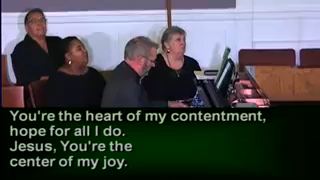 You're the heart of my contentment,
hope for all I do.
Jesus, You're the
center of my joy.